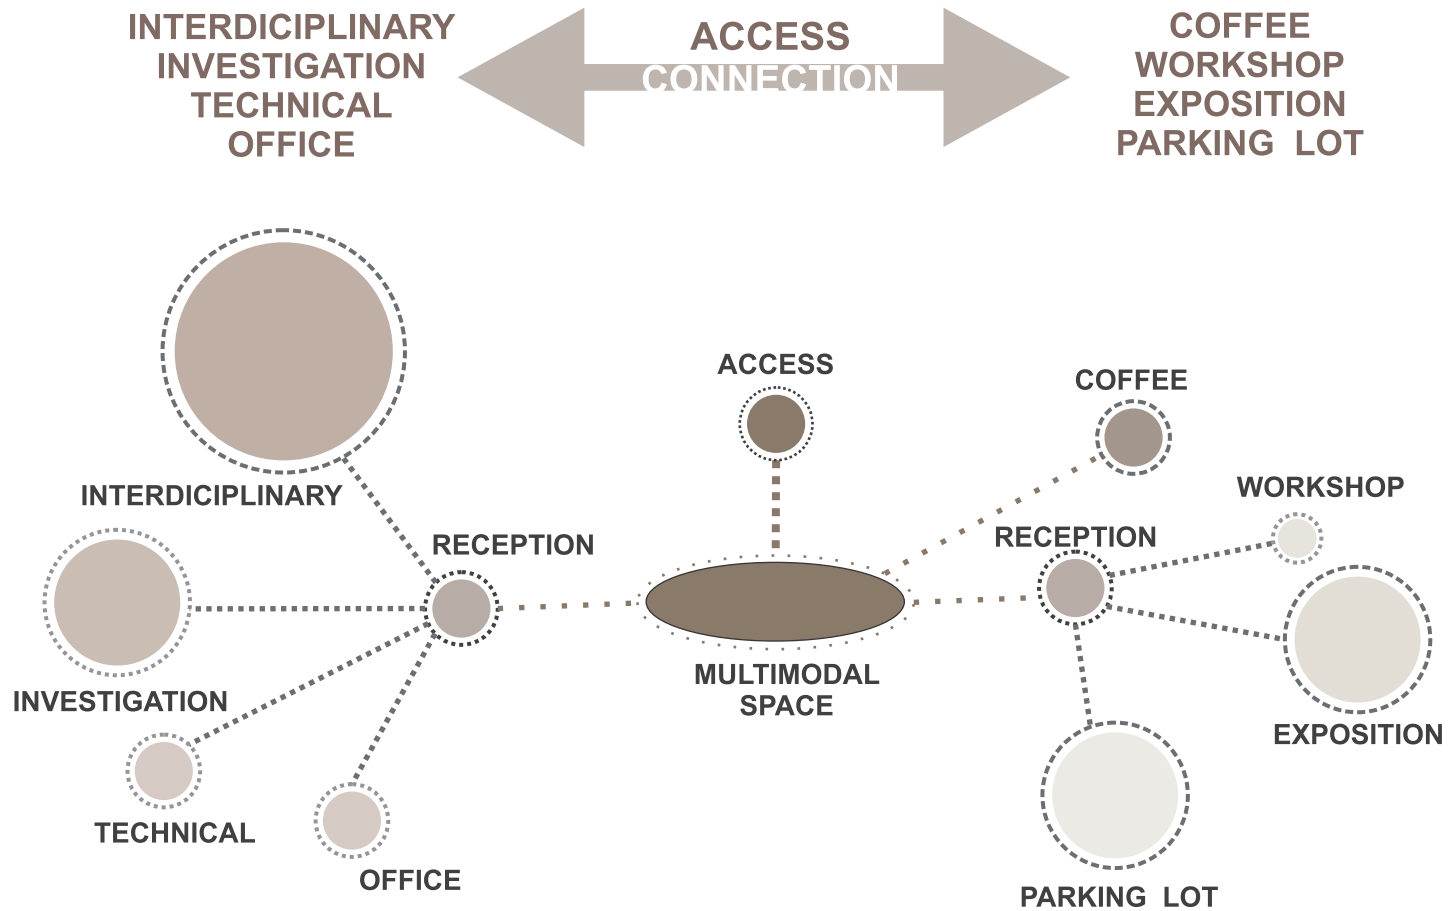 INTERDICIPLINARY
INVESTIGATION
TECHNICAL
OFFICE
ACCESS
CONNECTION
COFFEE
WORKSHOP
EXPOSITION
PARKING LOT
ACCESS
COFFEE
INTERDICIPLINARY
WORKSHOP
RECEPTION
RECEPTION
MULTIMODAL
SPACE
INVESTIGATION
EXPOSITION
TECHNICAL
OFFICE
PARKING LOT